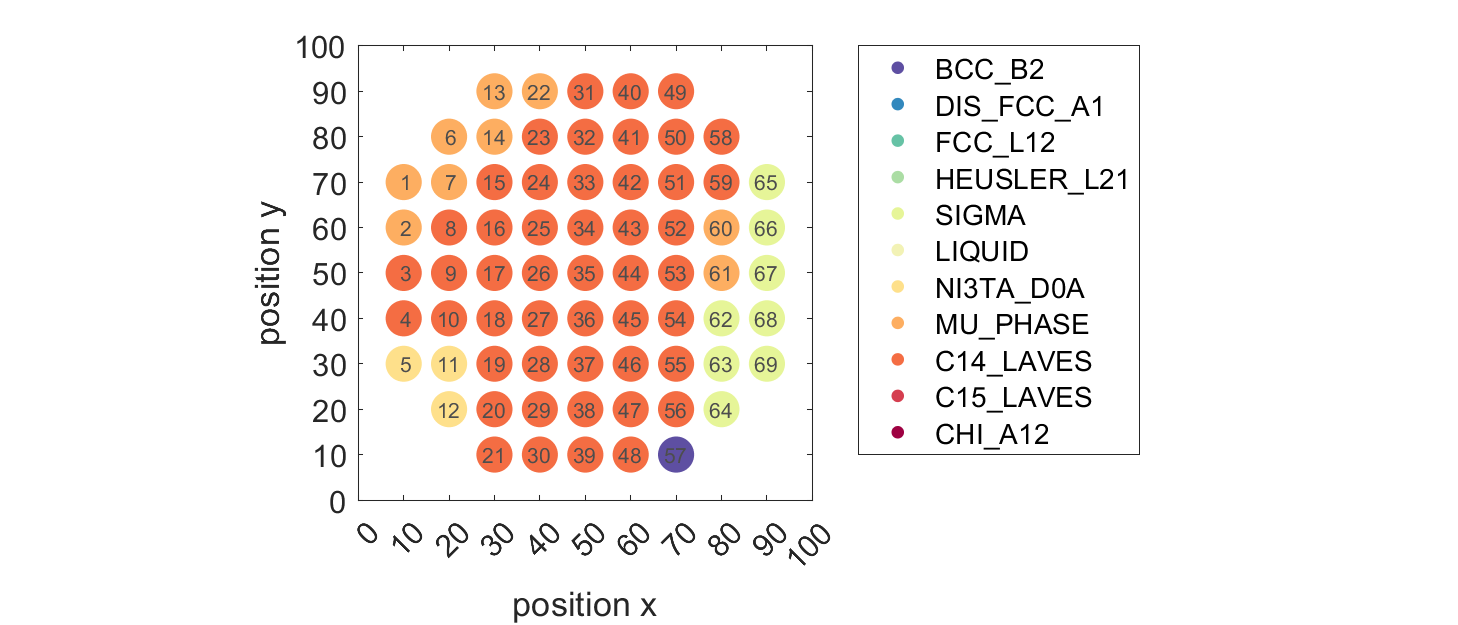 100
90
80
70
60
50
40
30
20
10
0
position y
13 22 31 40 49
6 14 23 32 41 50 58
1 7 15 24 33 42 51 59 65
2 8 16 25 34 43 52 60 66
3 9 17 26 35 44 53 61 67
4 10 18 27 36 45 54 62 68
5 11 19 28 37 46 55 63 69
12 20 29 38 47 56 64
21 30 39 48 57
0 10 20 30 40 50 60 70 80 90 100
position x
BCC_B2
DIS_FCC_A1
FCC_L12
HEUSLER_L21
SIGMA
LIQUID
NI3TA_D0A
MU_PHASE
C14_LAVES
C15_LAVES
CHI_A12